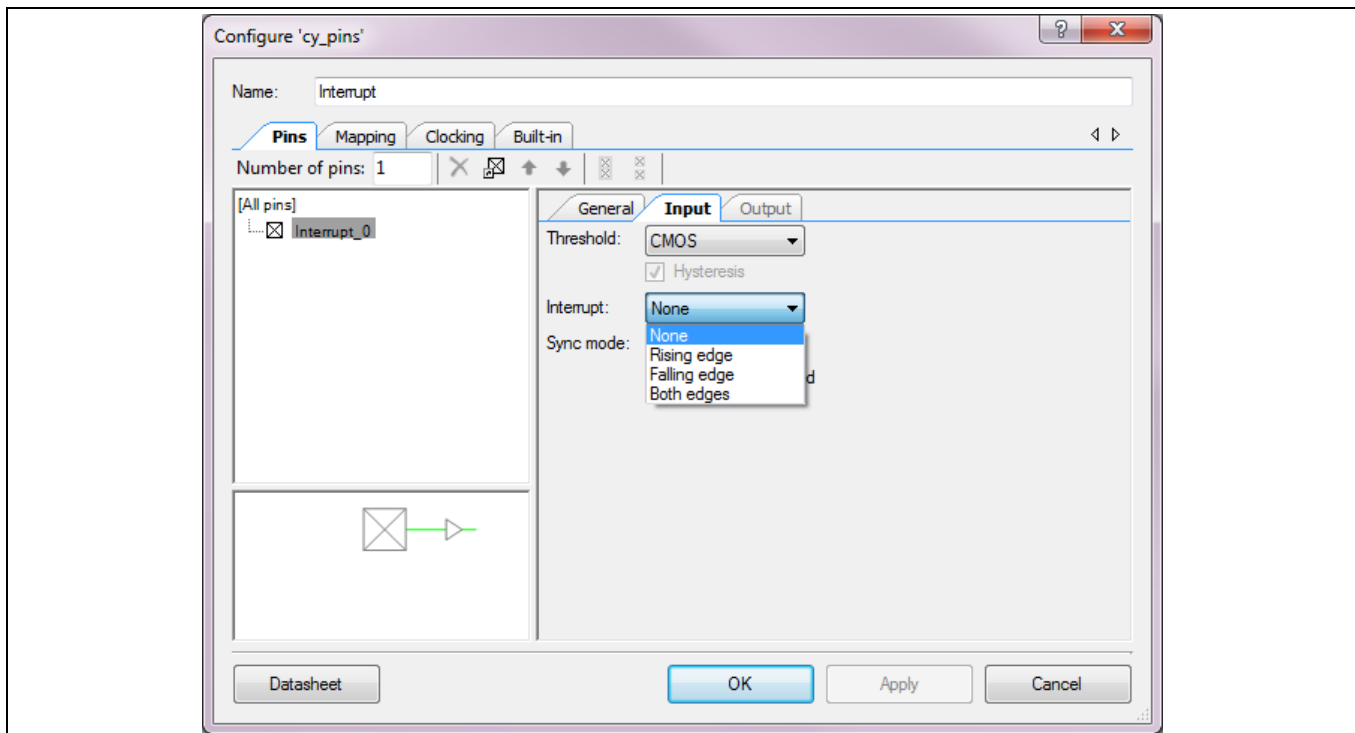 Configure 'cy_pins'
Name: Interrupt
Pins Mapping Clocking Built-in
Number of pins: 1
[All pins]
Interrupt_0
General Input Output
Threshold: CMOS
Hysteresis
Interrupt: None
None
Sync mode:
Rising edge
Falling edge
d
Both edges
Datasheet OK Apply Cancel